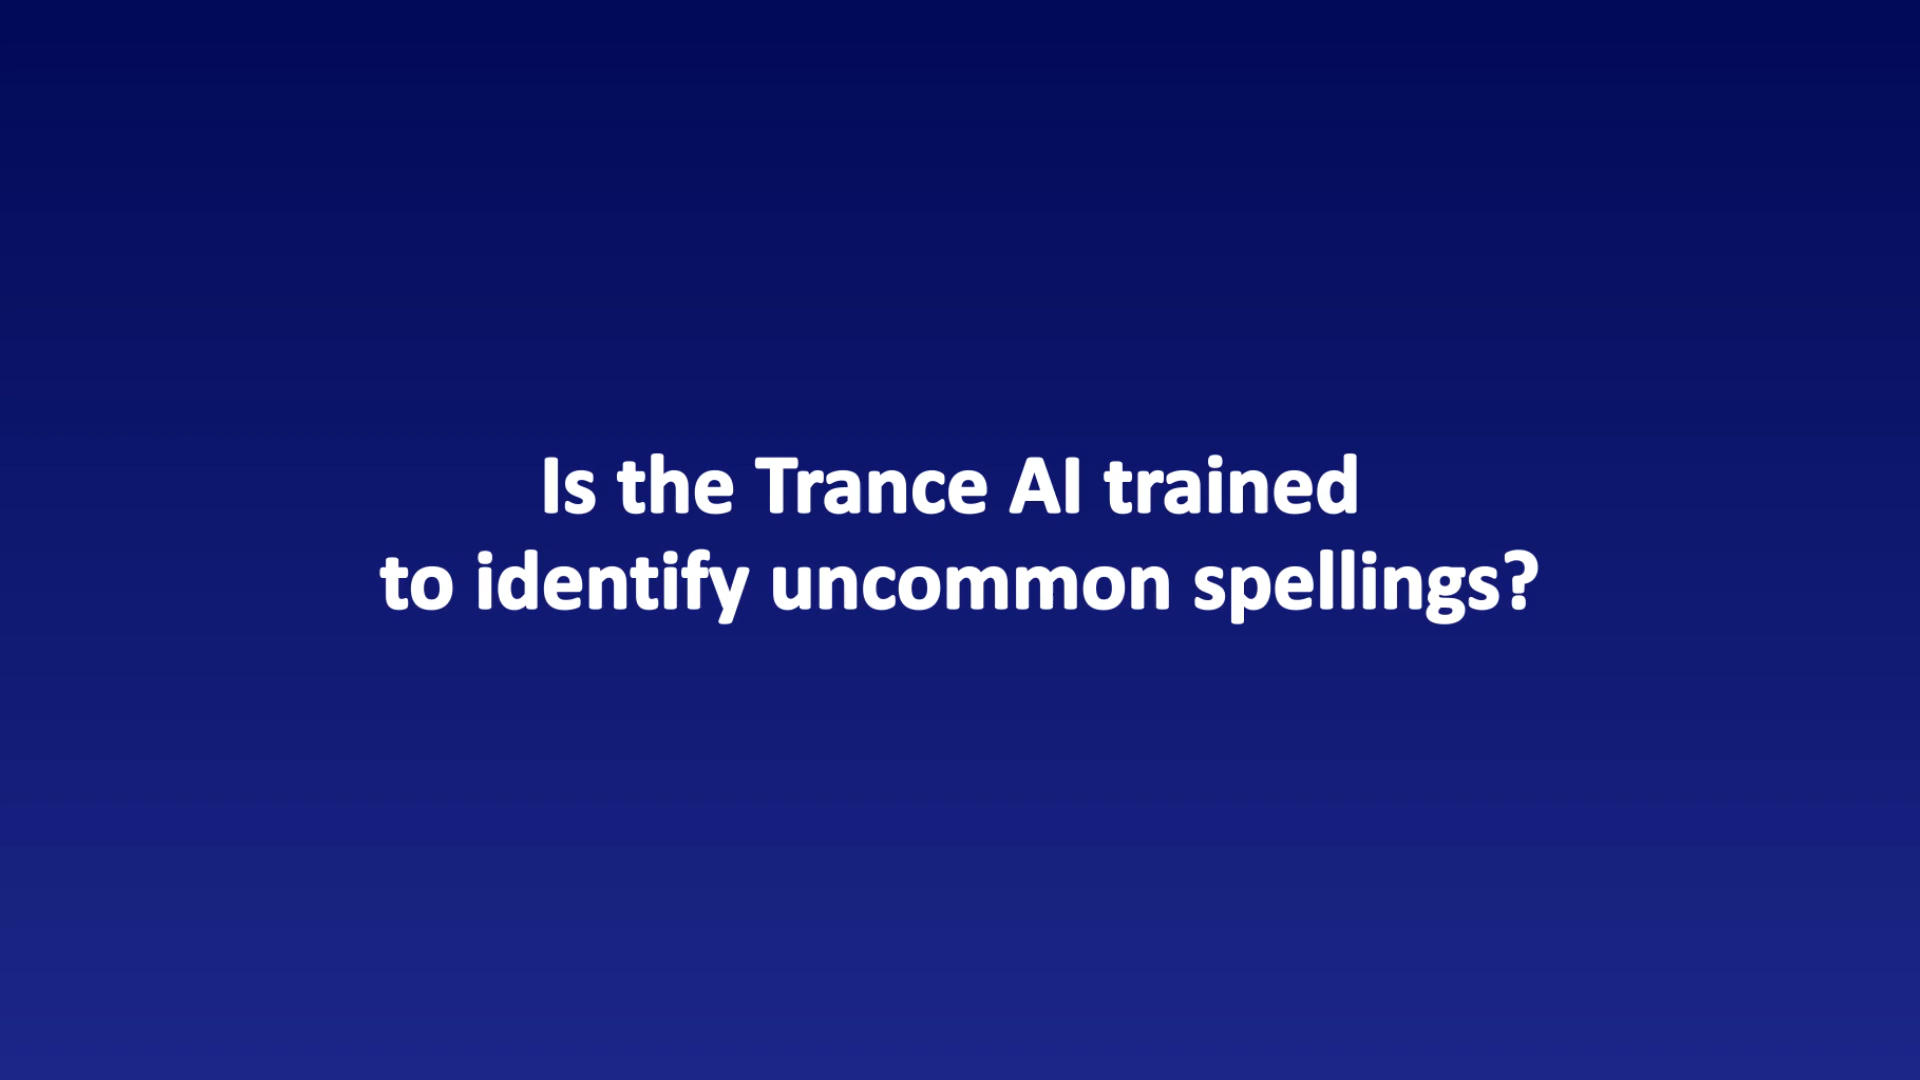 Is the Trance AI trained
to identify uncommon spellings?